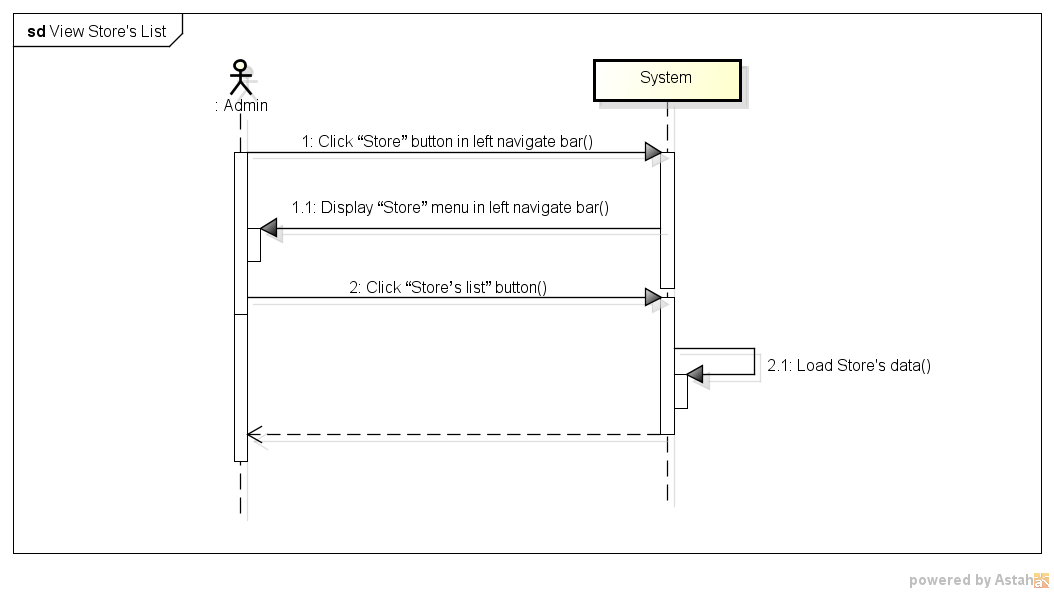 sd View Store's List
: Admin
System
1: Click “Store” button in left navigate bar()
1.1: Display “Store” menu in left navigate bar()
2: Click “Store’s list” button()
2.1: Load Store's data()
powered by Astah